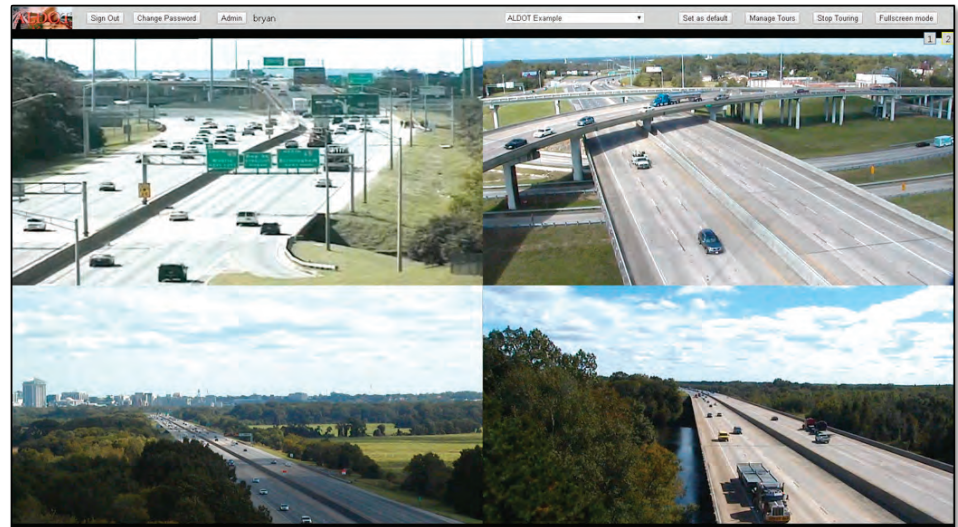 ALDOT
Sign Out
Change Password
Admin
bryan
ALDOT Example
Set as default
Manage Tours
Stop Touring
Fullscreen mode
1
2